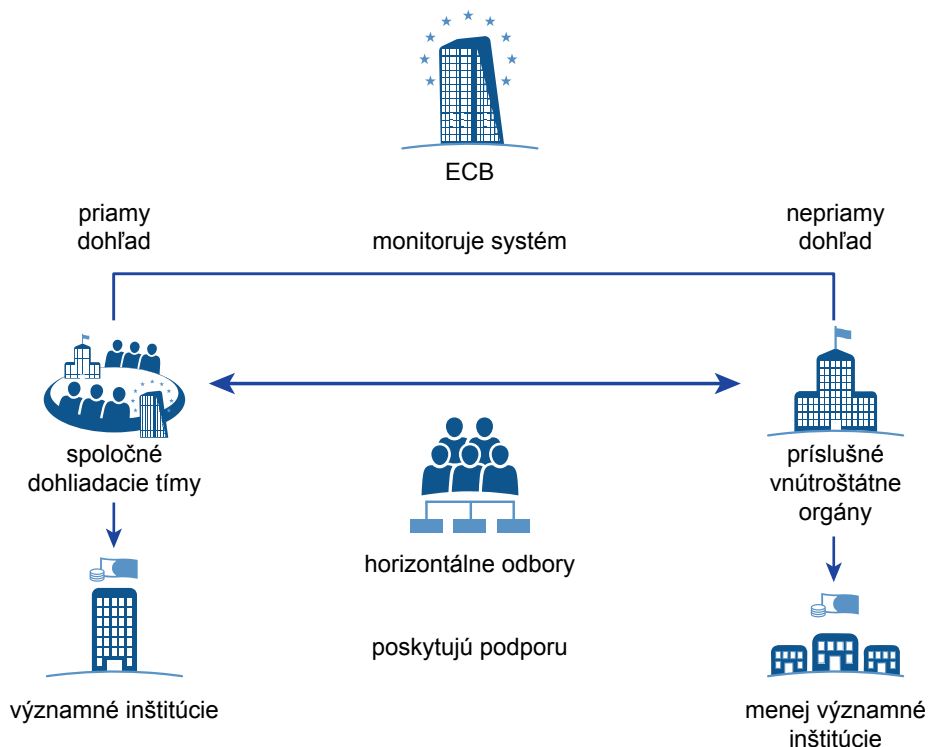 ECB
priamy
dohľad
monitoruje systém
nepriamy
dohľad
spoločné
dohliadacie tímy
príslušné
vnútroštátne
orgány
horizontálne odbory
poskytujú podporu
významné inštitúcie
menej významné
inštitúcie